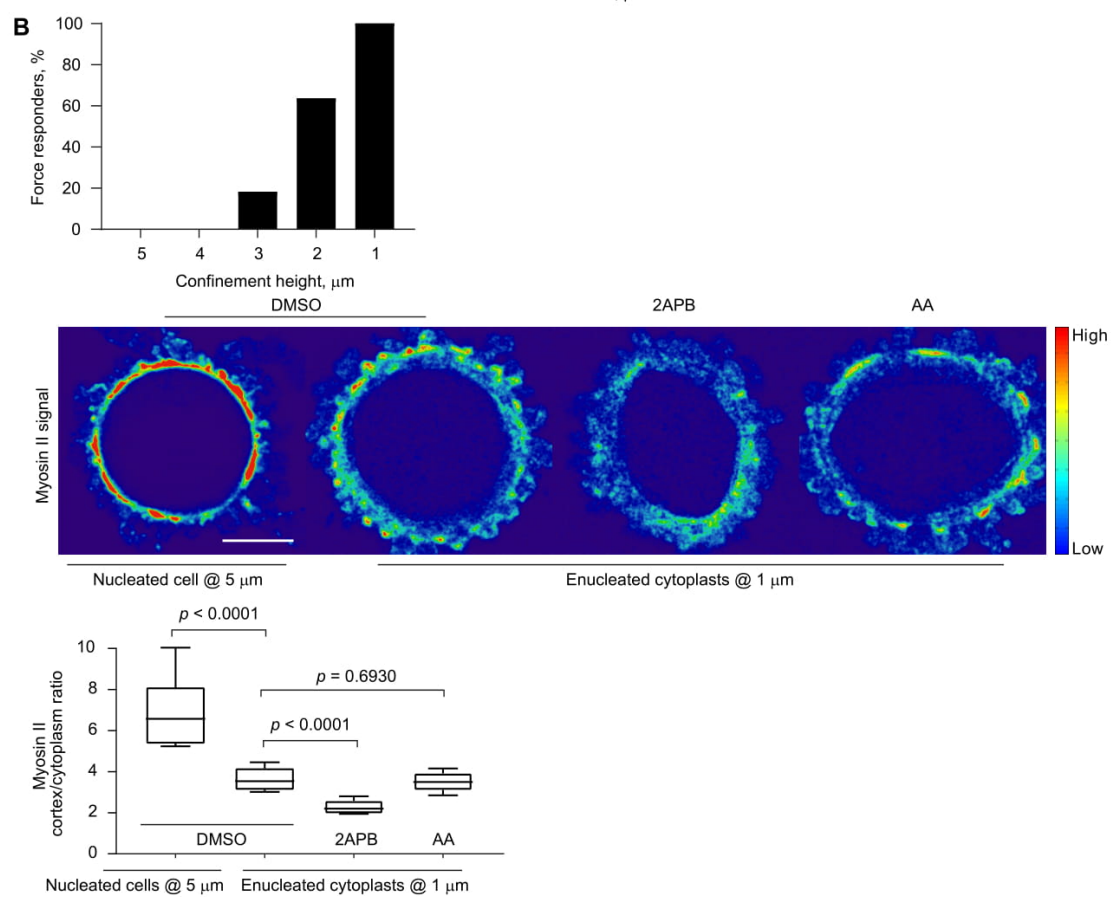 B
Force responders, %
100
80
60
40
20
0
5 4 3 2 1
Confinement height, μm
DMSO 2APB AA
Myosin II signal
High
Low
Nucleated cell @ 5 μm Enucleated cytoplasts @ 1 μm
p < 0.0001
p = 0.6930
p < 0.0001
Myosin II
cortex/cytoplasm ratio
10
8
6
4
2
0
DMSO 2APB AA
Nucleated cells @ 5 μm Enucleated cytoplasts @ 1 μm